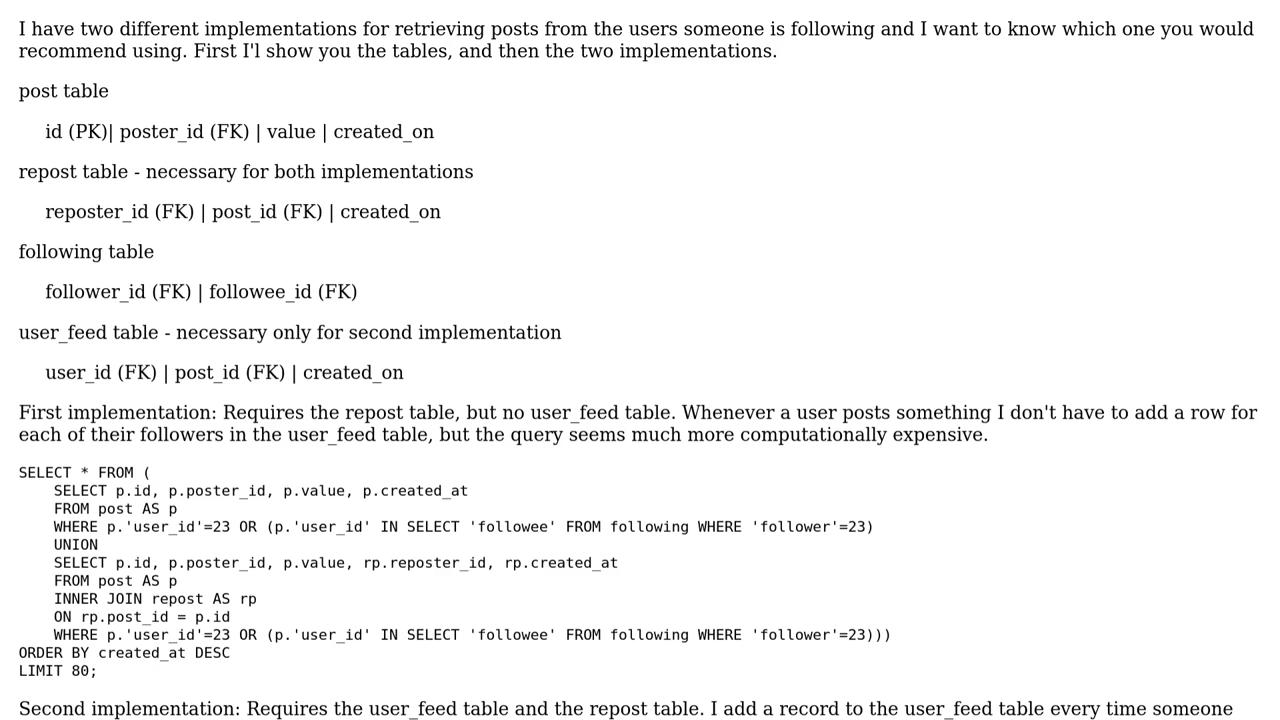 I have two different implementations for retrieving posts from the users someone is following and I want to know which one you would
recommend using. First I'l show you the tables, and then the two implementations.
post table
id (PK)| poster_id (FK) | value | created_on
repost table - necessary for both implementations
reposter_id (FK) | post_id (FK) | created_on
following table
follower_id (FK) | followee_id (FK)
user_feed table - necessary only for second implementation
user_id (FK) | post_id (FK) | created_on
First implementation: Requires the repost table, but no user_feed table. Whenever a user posts something I don't have to add a row for
each of their followers in the user_feed table, but the query seems much more computationally expensive.
SELECT * FROM (
    SELECT p.id, p.poster_id, p.value, p.created_at
    FROM post AS p
    WHERE p.'user_id'=23 OR (p.'user_id' IN SELECT 'followee' FROM following WHERE 'follower'=23)
    UNION
    SELECT p.id, p.poster_id, p.value, rp.reposter_id, rp.created_at
    FROM post AS p
    INNER JOIN repost AS rp
    ON rp.post_id = p.id
    WHERE p.'user_id'=23 OR (p.'user_id' IN SELECT 'followee' FROM following WHERE 'follower'=23)))
ORDER BY created_at DESC
LIMIT 80;
Second implementation: Requires the user_feed table and the repost table. I add a record to the user_feed table every time someone